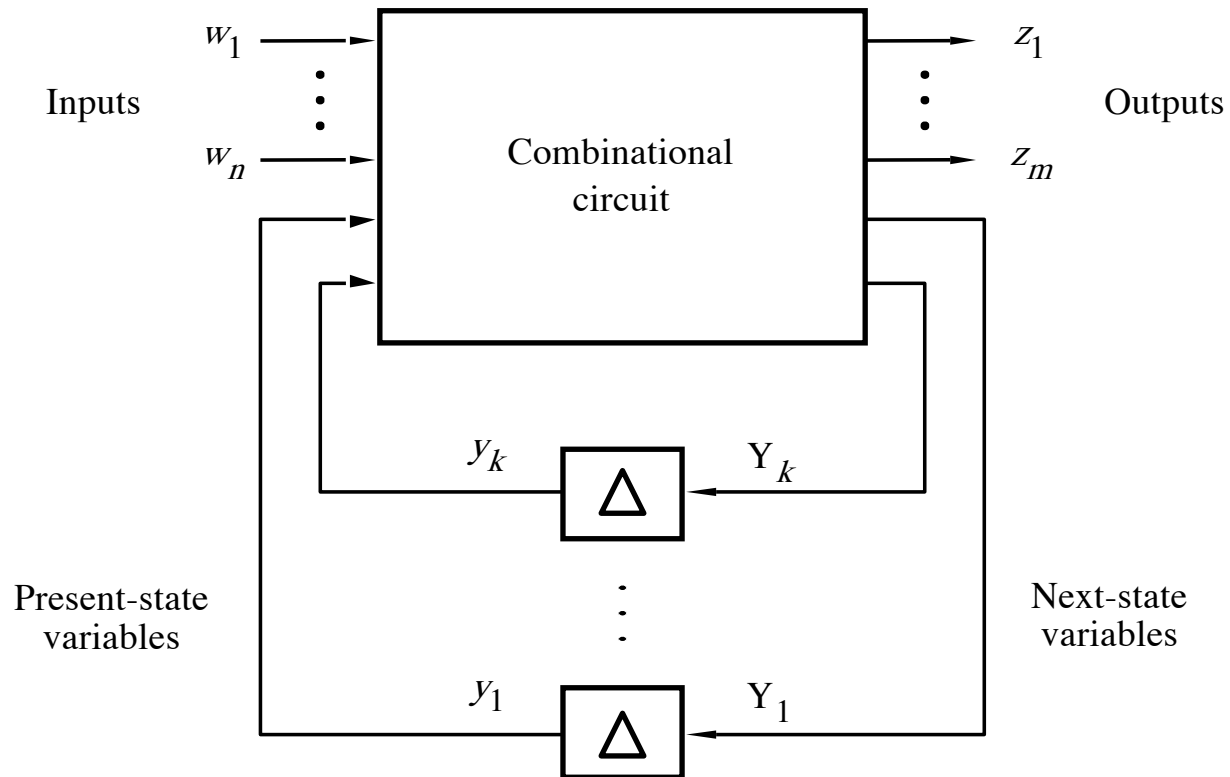 w1
z1
Inputs
Outputs
wn
Combinational
circuit
zm
yk
Δ
Yk
Present-state
variables
Next-state
variables
y1
Δ
Y1